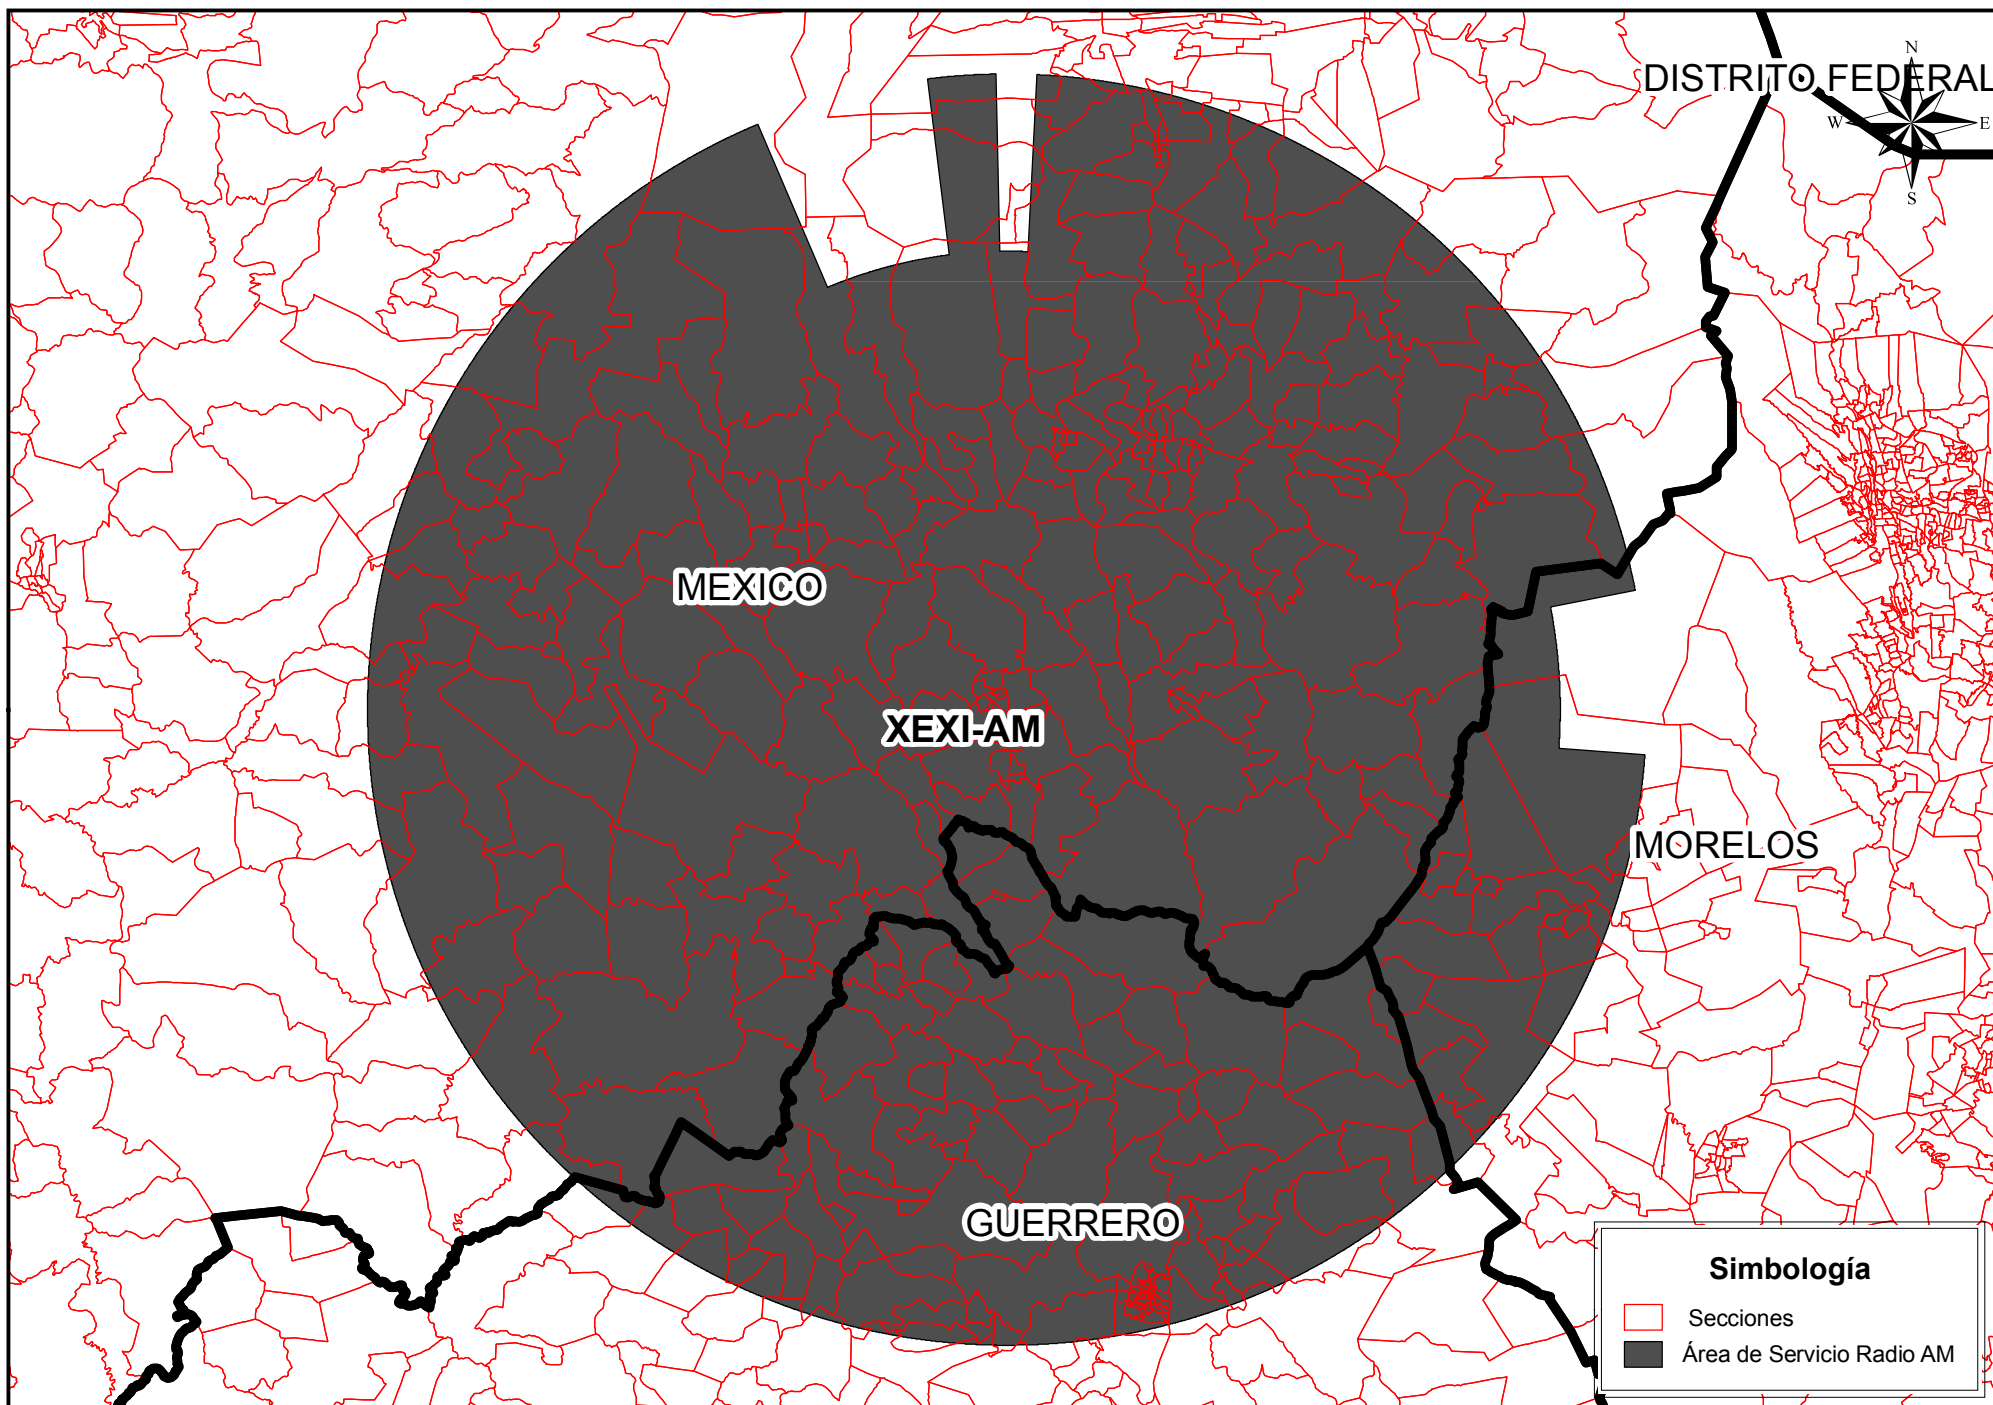 N
DISTRITO FEDERAL
W
E
S
MEXICO
XEXI-AM
MORELOS
GUERRERO
Simbología
Secciones
Área de Servicio Radio AM